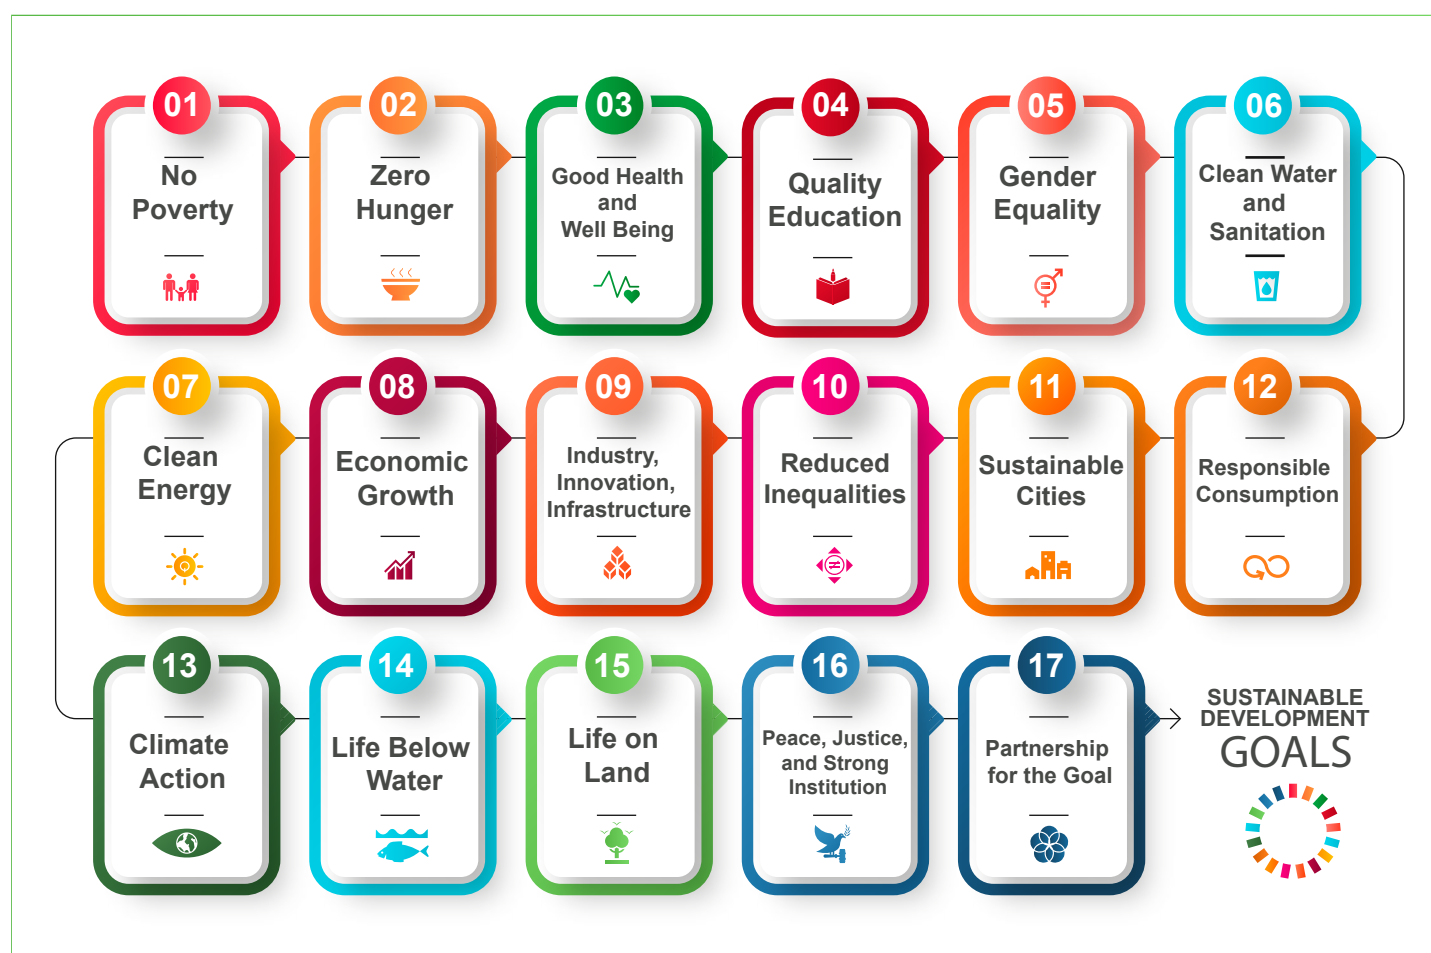 01
No
Poverty
02
Zero
Hunger
03
Good Health
and
Well Being
04
Quality
Education
05
Gender
Equality
06
Clean Water
and
Sanitation
07
Clean
Energy
08
Economic
Growth
09
Industry,
Innovation,
Infrastructure
10
Reduced
Inequalities
11
Sustainable
Cities
12
Responsible
Consumption
13
Climate
Action
14
Life Below
Water
15
Life on
Land
16
Peace, Justice,
and Strong
Institution
17
Partnership
for the Goal
SUSTAINABLE
DEVELOPMENT
GOALS